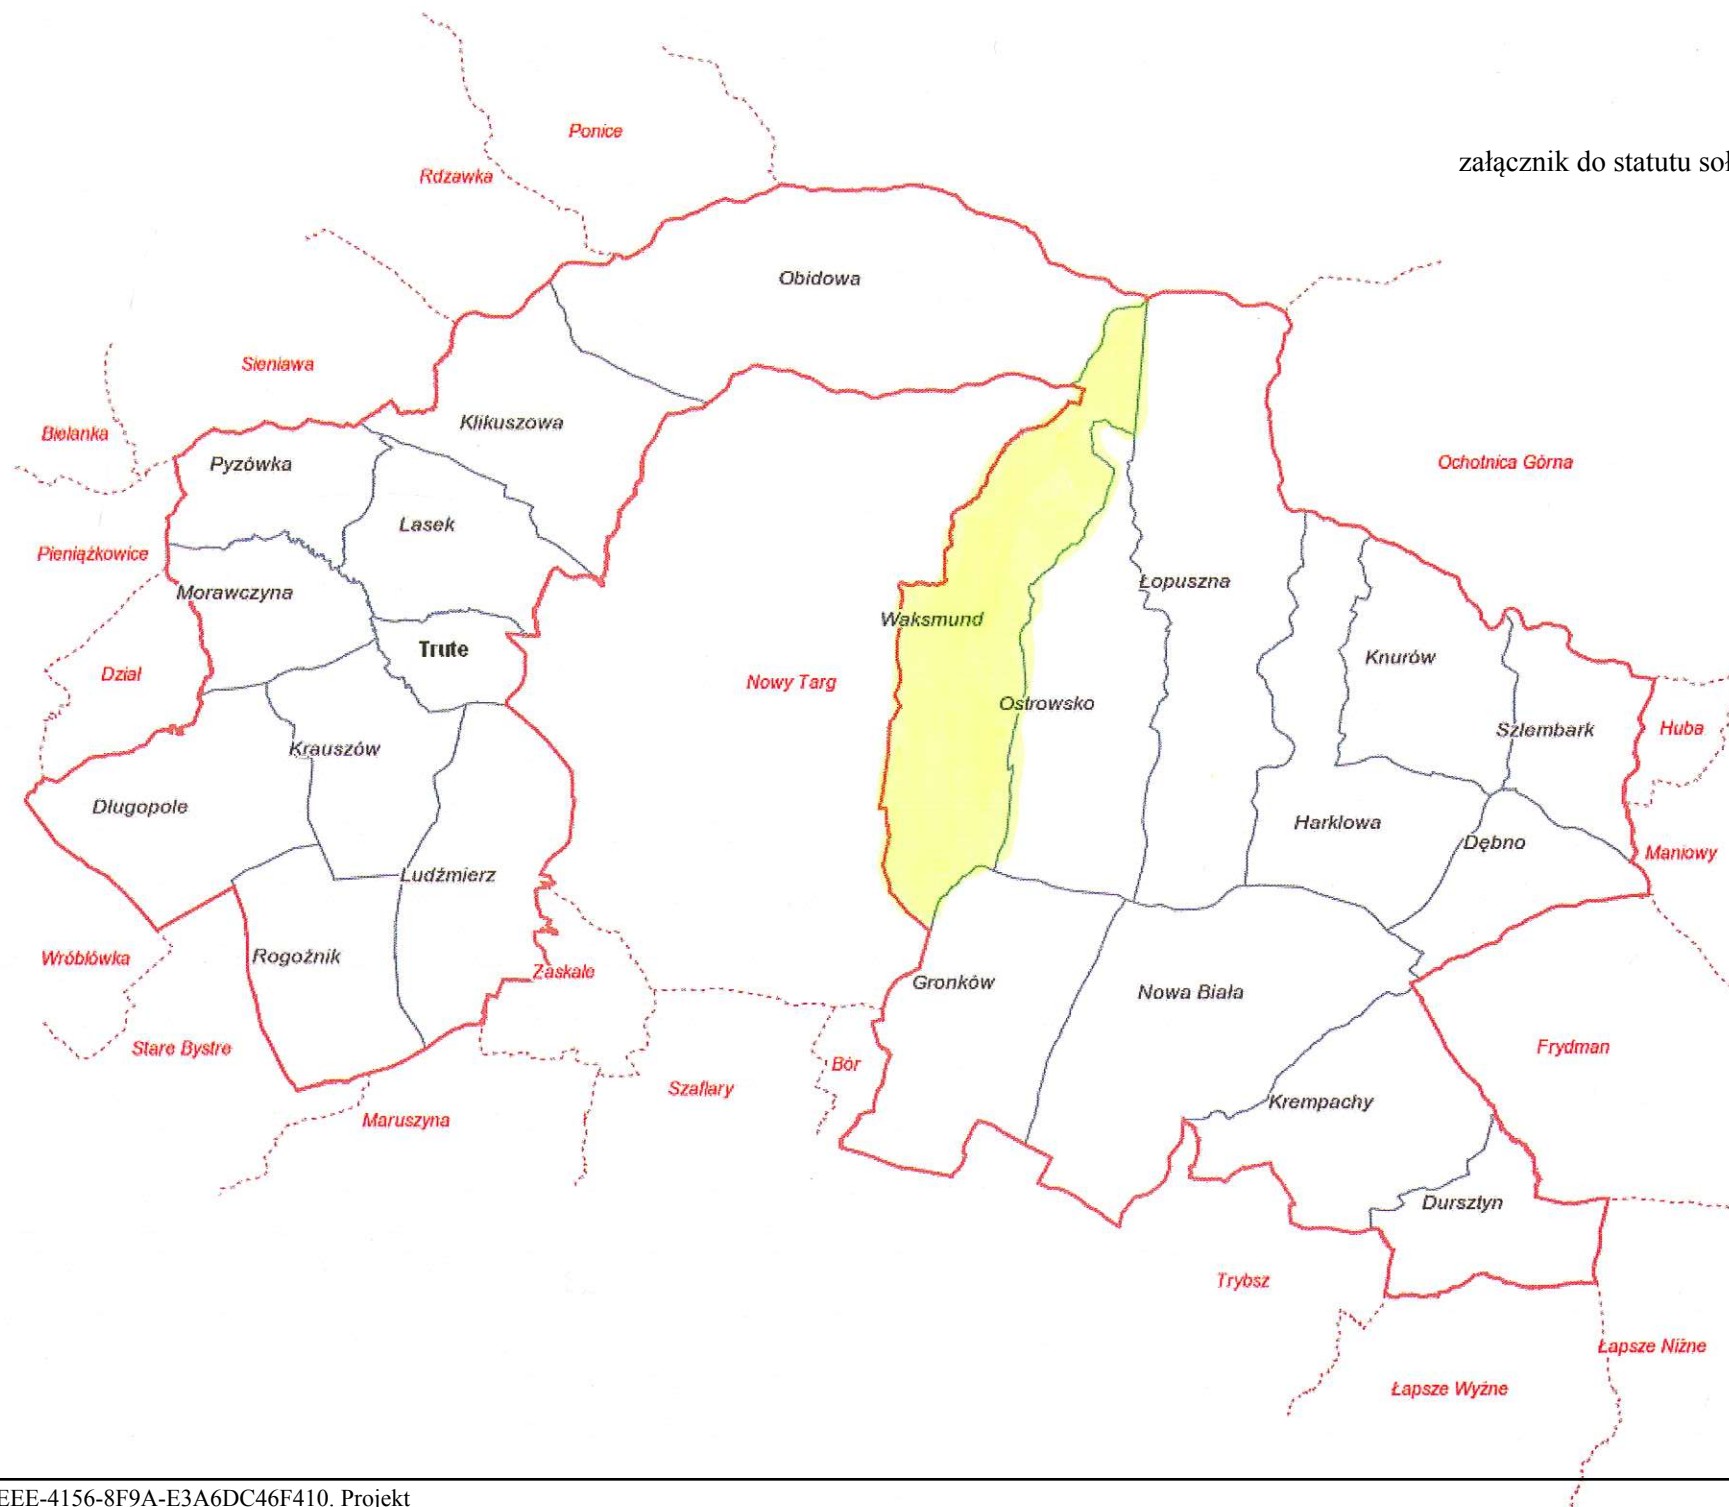 Ponice
załącznik do statutu soł
Rdzawka
Obidowa
Sieniawa
Klikuszowa
Bielanka
Pyzówka
Ochotnica Górna
Lasek
Pieniążkowice
Łopuszna
Morawczyna
Waksmund
Trute
Knurów
Dział
Nowy Targ
Ostrowsko
Huba
Szlembark
Krauszów
Długopole
Harklowa
Dębno
Maniowy
Ludźmierz
Rogoźnik
Wróblówka
Zaskale
Gronków
Nowa Biała
Stare Bystre
Frydman
Bór
Szaflary
Krempachy
Maruszyna
Dursztyn
Trybsz
Łapsze Niżne
Łapsze Wyżne
EEE-4156-8F9A-E3A6DC46F410. Projekt